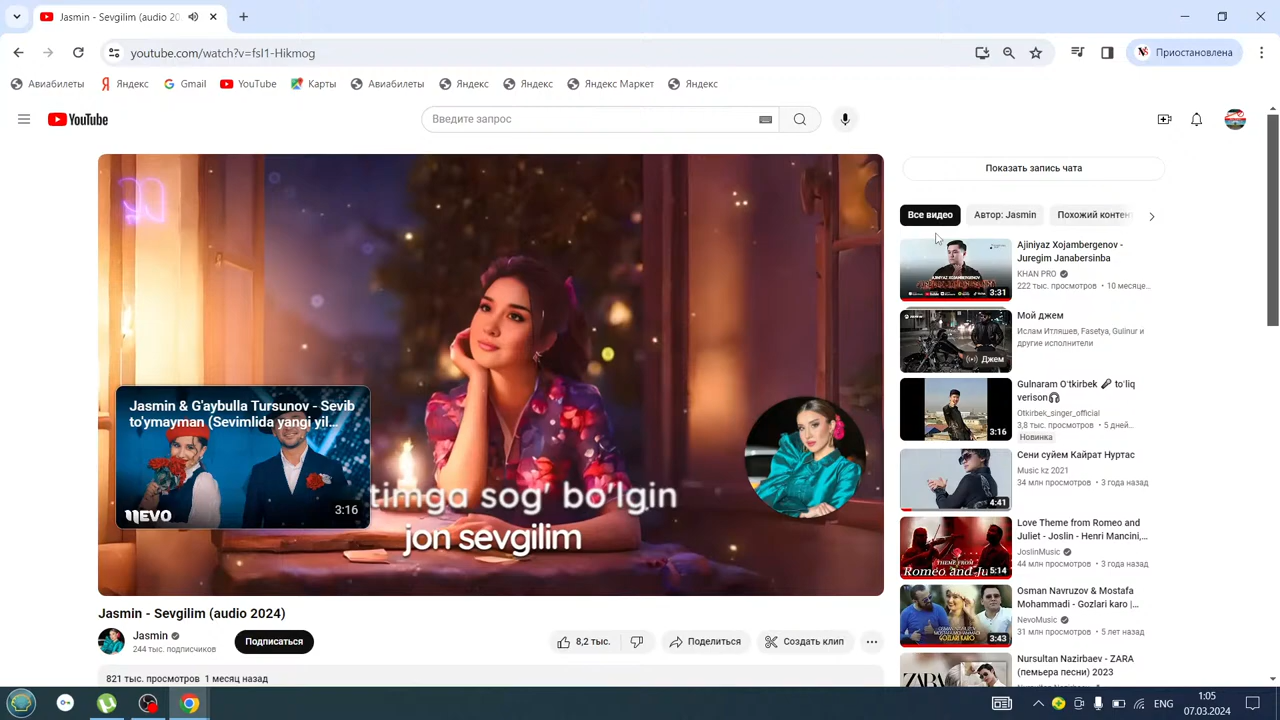 Jasmin - Sevgilim (audio 20
youtube.com/watch?v=fsI1-Hikmog
Приостановлена
Авиабилеты
Яндекс
Gmail
YouTube
Карты
Авиабилеты
Яндекс
Яндекс
Яндекс Маркет
Яндекс
YouTube
Введите запрос
Jasmin & G'aybulla Tursunov - Sevib
to'ymayman (Sevimlida yangi yil...
NEVO
3:16
timga sog' bo'lgin
jon sevgilim
Jasmin - Sevgilim (audio 2024)
Jasmin
244 тыс. подписчиков
Подписаться
8,2 тыс.
Поделиться
Создать клип
821 тыс. просмотров 1 месяц назад
Показать запись чата
Все видео
Автор: Jasmin
Похожий контен
3:31
Ajiniyaz Xojambergenov -
Juregim Janabersinba
KHAN PRO
222 тыс. просмотров • 10 месяце...
Джем
Мой джем
Ислам Итляшев, Fasetya, Gulinur и
другие исполнители
3:16
Gulnaram O'tkirbek 🎤 to'liq
verison🎧
Otkirbek_singer_official
3,8 тыс. просмотров • 5 дней...
Новинка
4:41
Сени суйем Кайрат Нуртас
Music kz 2021
34 млн просмотров • 3 года назад
THEME FROM
Romeo and Ju
5:14
Love Theme from Romeo and
Juliet - Joslin - Henri Mancini,...
JoslinMusic
44 млн просмотров • 3 года назад
GOZLARI KARO
3:43
Osman Navruzov & Mostafa
Mohammadi - Gozlari karo |...
NevoMusic
31 млн просмотров • 5 лет назад
ZARA
Nursultan Nazirbaev - ZARA
(пемьера песни) 2023
ENG
1:05
07.03.2024